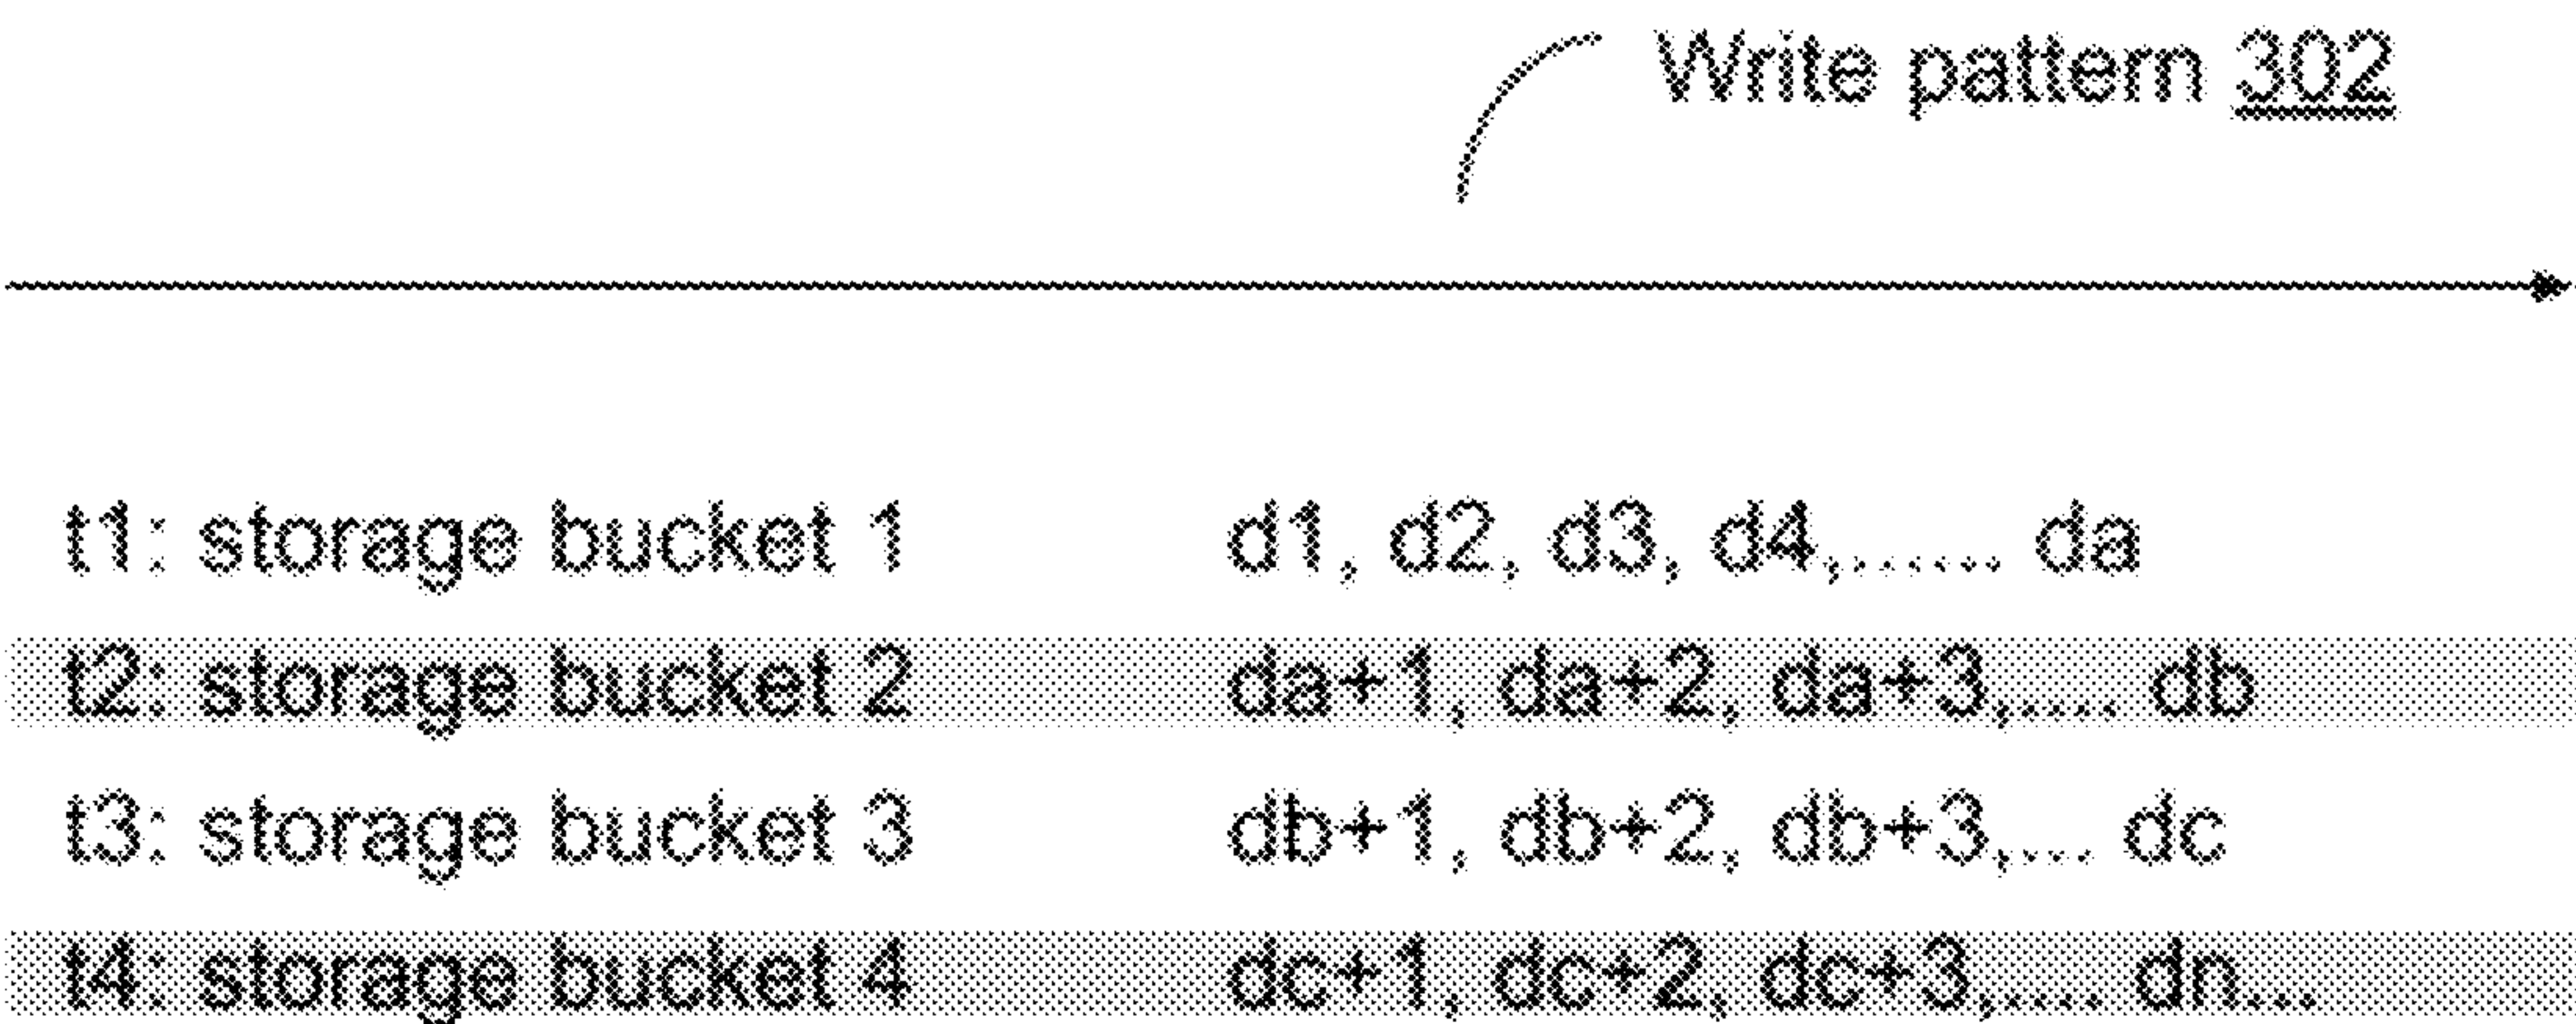 Write pattern 302
t1: storage bucket 1 d1, d2, d3, d4,...... da
t2: storage bucket 2 da+1, da+2, da+3,.... db
t3: storage bucket 3 db+1, db+2, db+3,... dc
t4: storage bucket 4 dc+1, dc+2, dc+3,.... dn...